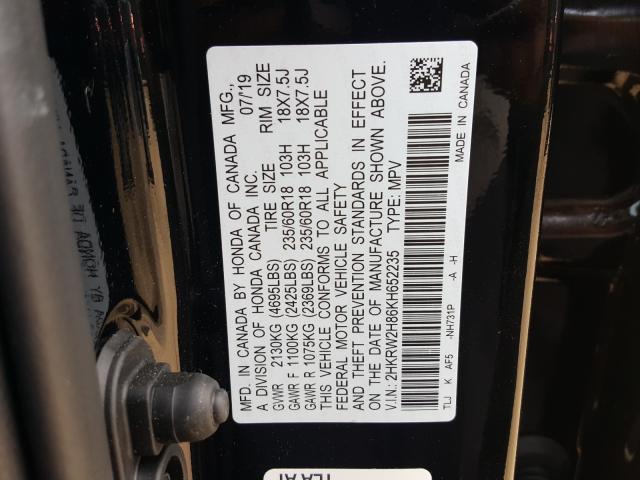 MFD. IN CANADA BY HONDA OF CANADA MFG.,
A DIVISION OF HONDA CANADA INC. 07/19
GVWR 2130KG (4695LBS) TIRE SIZE RIM SIZE
GAWR F 1100KG (2425LBS) 235/60R18 103H 18X7.5J
GAWR R 1075KG (2369LBS) 235/60R18 103H 18X7.5J
THIS VEHICLE CONFORMS TO ALL APPLICABLE
FEDERAL MOTOR VEHICLE SAFETY
AND THEFT PREVENTION STANDARDS IN EFFECT
ON THE DATE OF MANUFACTURE SHOWN ABOVE.
V.I.N: 2HKRW2H86KH652235 TYPE: MPV
TLJ K AF5 -NH731P -A -H MADE IN CANADA